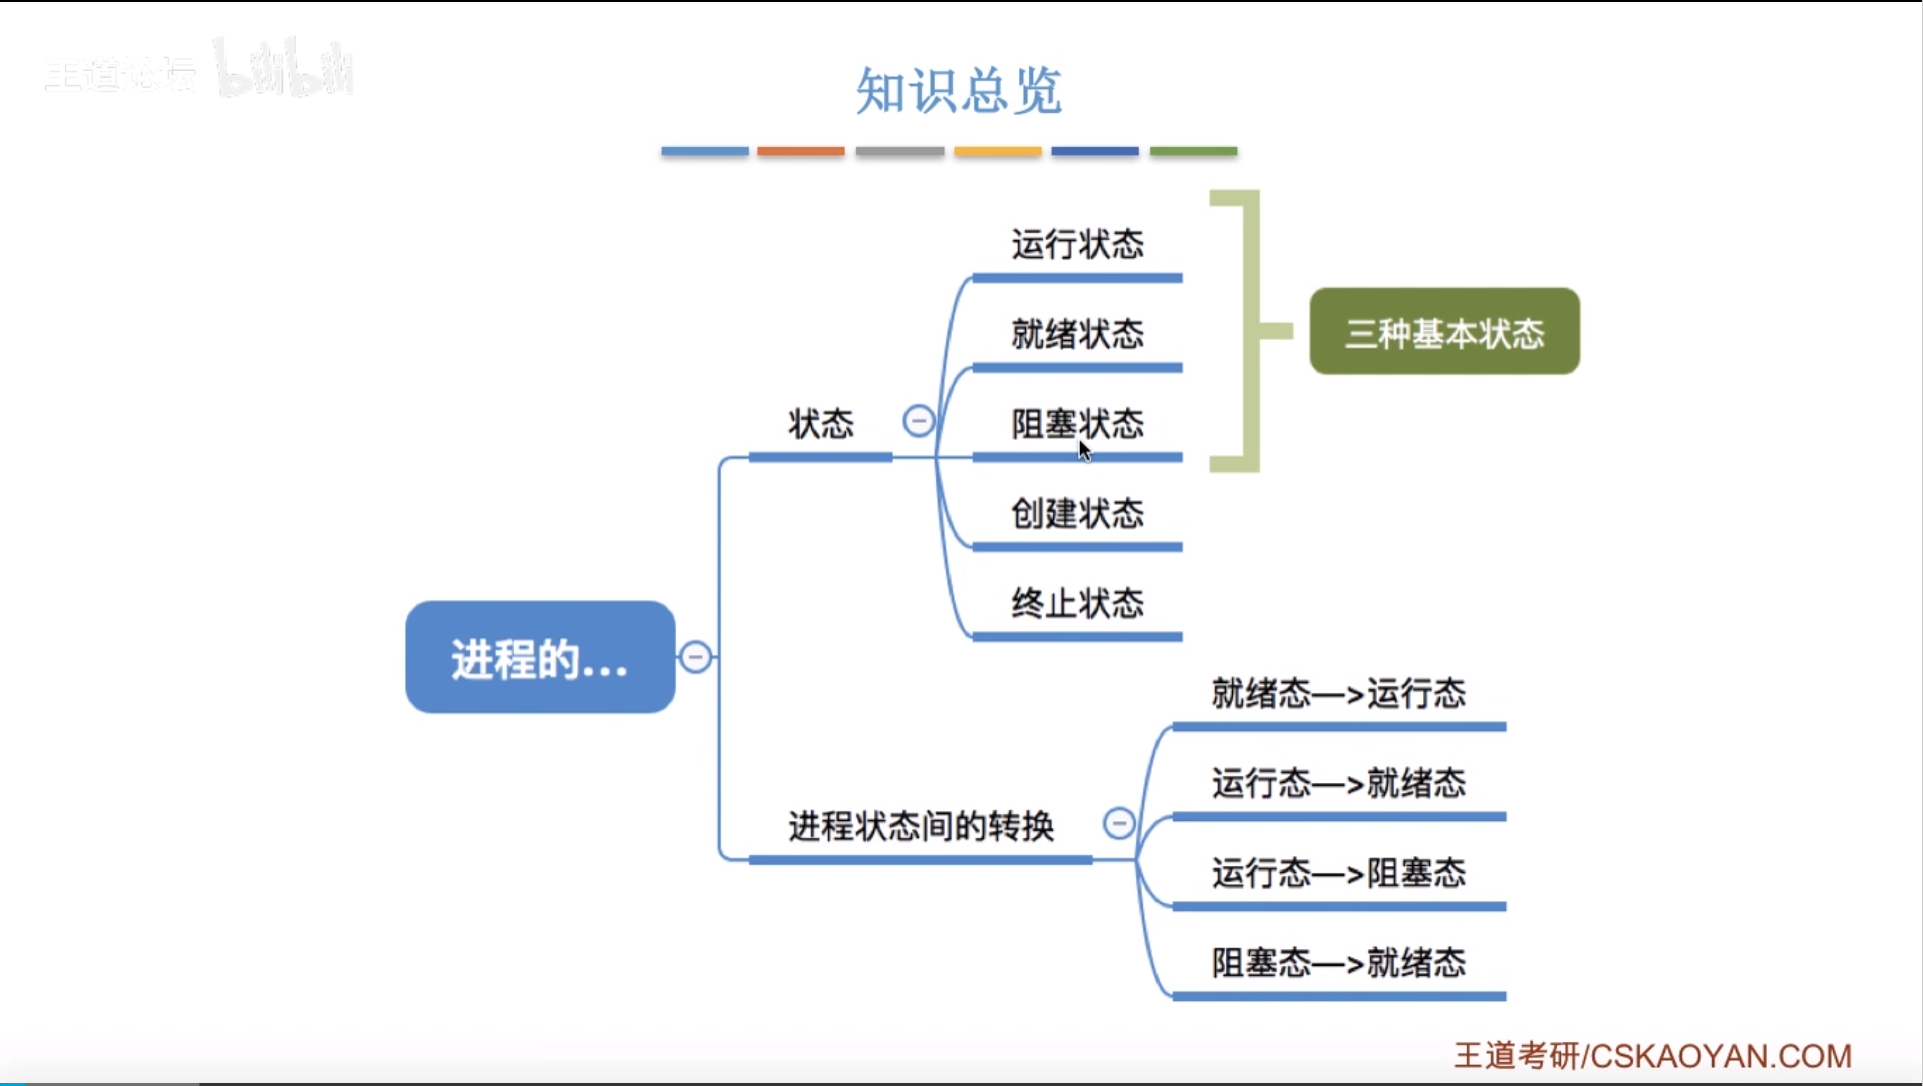 王道论坛 bilibili
知识总览
运行状态
就绪状态
三种基本状态
状态
阻塞状态
创建状态
终止状态
进程的...
就绪态—>运行态
运行态—>就绪态
进程状态间的转换
运行态—>阻塞态
阻塞态—>就绪态
王道考研/CSKAOYAN.COM